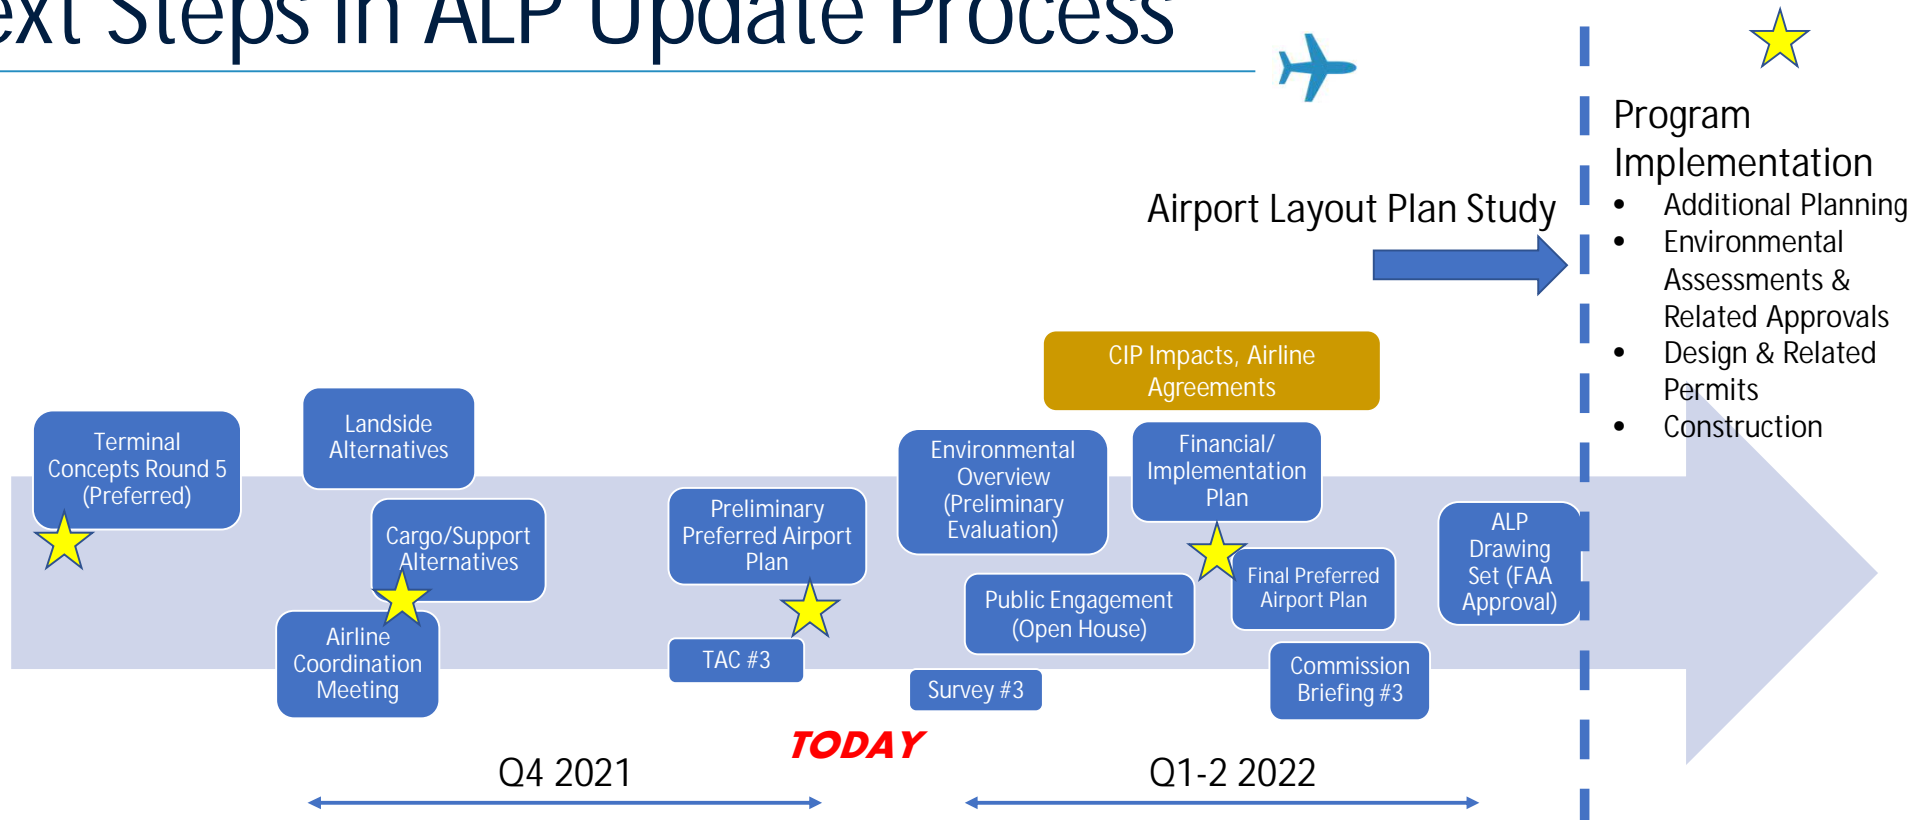 ext Steps in ALP Update Process
Program
Implementation
• Additional Planning
• Environmental
Assessments &
Related Approvals
• Design & Related
Permits
• Construction
Airport Layout Plan Study
CIP Impacts, Airline
Agreements
Terminal
Concepts Round 5
(Preferred)
Landside
Alternatives
Cargo/Support
Alternatives
Airline
Coordination
Meeting
Preliminary
Preferred Airport
Plan
TAC #3
Environmental
Overview
(Preliminary
Evaluation)
Financial/
Implementation
Plan
Public Engagement
(Open House)
Final Preferred
Airport Plan
Survey #3
Commission
Briefing #3
ALP
Drawing
Set (FAA
Approval)
TODAY
Q4 2021
Q1-2 2022